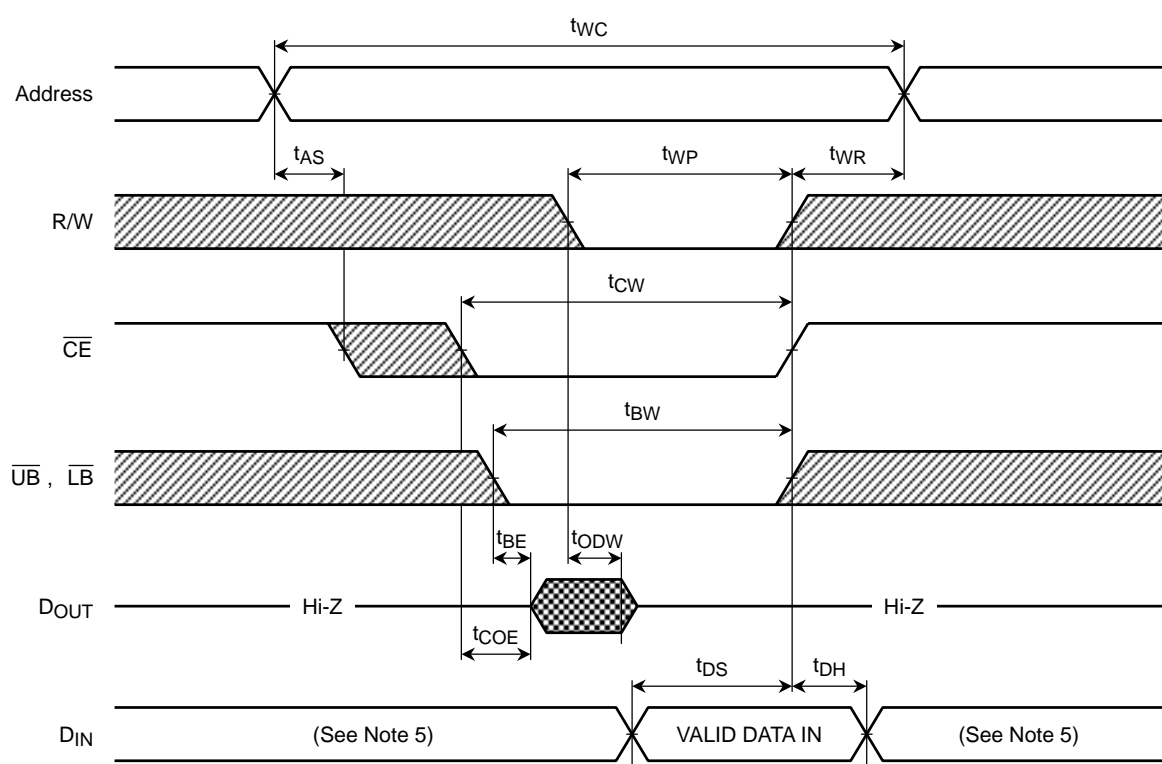 tWC
Address
tAS
tWP
tWR
R/W
tCW
CE
tBW
UB , LB
tBE
tODW
DOUT
Hi-Z
Hi-Z
tCOE
tDS
tDH
DIN
(See Note 5)
VALID DATA IN
(See Note 5)